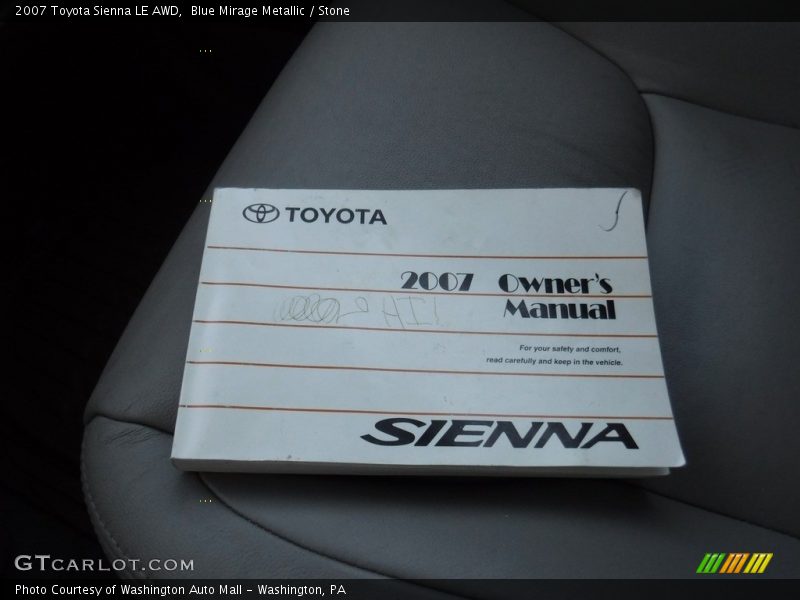 2007 Toyota Sienna LE AWD,  Blue Mirage Metallic / Stone
TOYOTA
2007 Owner's
Manual
For your safety and comfort,
read carefully and keep in the vehicle.
SIENNA
GTCARLOT.COM
Photo Courtesy of Washington Auto Mall - Washington, PA